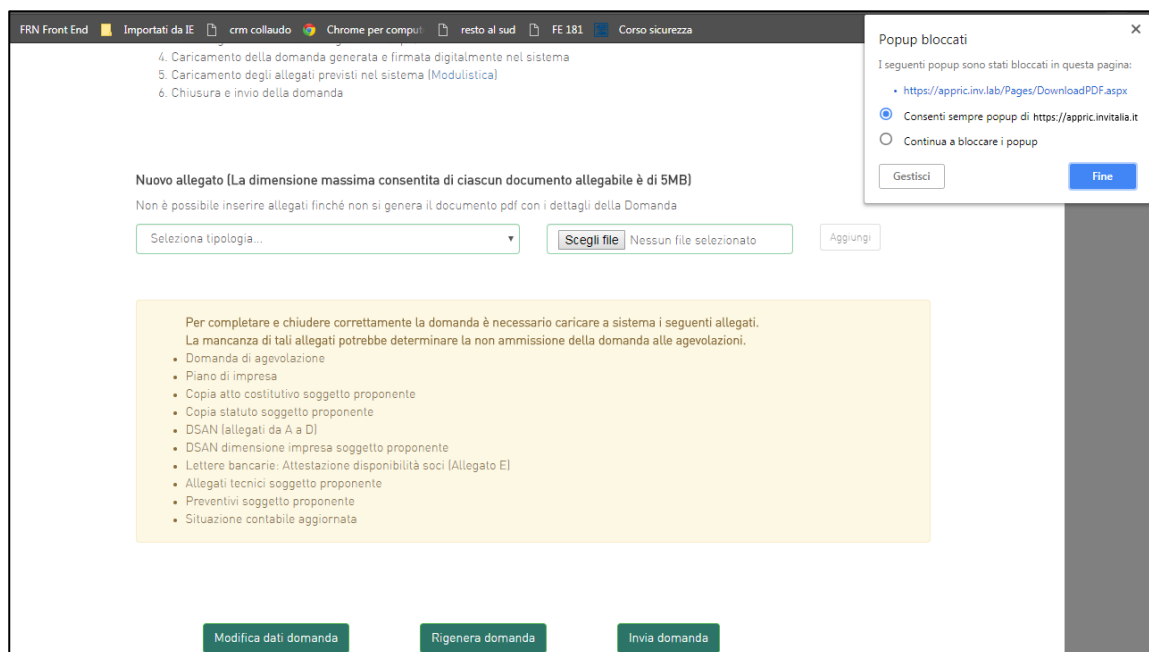 FRN Front End Importati da IE crm collaudo Chrome per comput resto al sud FE 181 Corso sicurezza
4. Caricamento della domanda generata e firmata digitalmente nel sistema
5. Caricamento degli allegati previsti nel sistema (Modulistica)
6. Chiusura e invio della domanda
Popup bloccati
I seguenti popup sono stati bloccati in questa pagina:
• https://appric.inv.lab/Pages/DownloadPDF.aspx
Consenti sempre popup di https://appric.invitalia.it
Continua a bloccare i popup
Gestisci Fine
Nuovo allegato (La dimensione massima consentita di ciascun documento allegabile è di 5MB)
Non è possibile inserire allegati finché non si genera il documento pdf con i dettagli della Domanda
Seleziona tipologia... Scegli file Nessun file selezionato Aggiungi
Per completare e chiudere correttamente la domanda è necessario caricare a sistema i seguenti allegati.
La mancanza di tali allegati potrebbe determinare la non ammissione della domanda alle agevolazioni.
• Domanda di agevolazione
• Piano di impresa
• Copia atto costitutivo soggetto proponente
• Copia statuto soggetto proponente
• DSAN (allegati da A a D)
• DSAN dimensione impresa soggetto proponente
• Lettere bancarie: Attestazione disponibilità soci (Allegato E)
• Allegati tecnici soggetto proponente
• Preventivi soggetto proponente
• Situazione contabile aggiornata
Modifica dati domanda Rigenera domanda Invia domanda